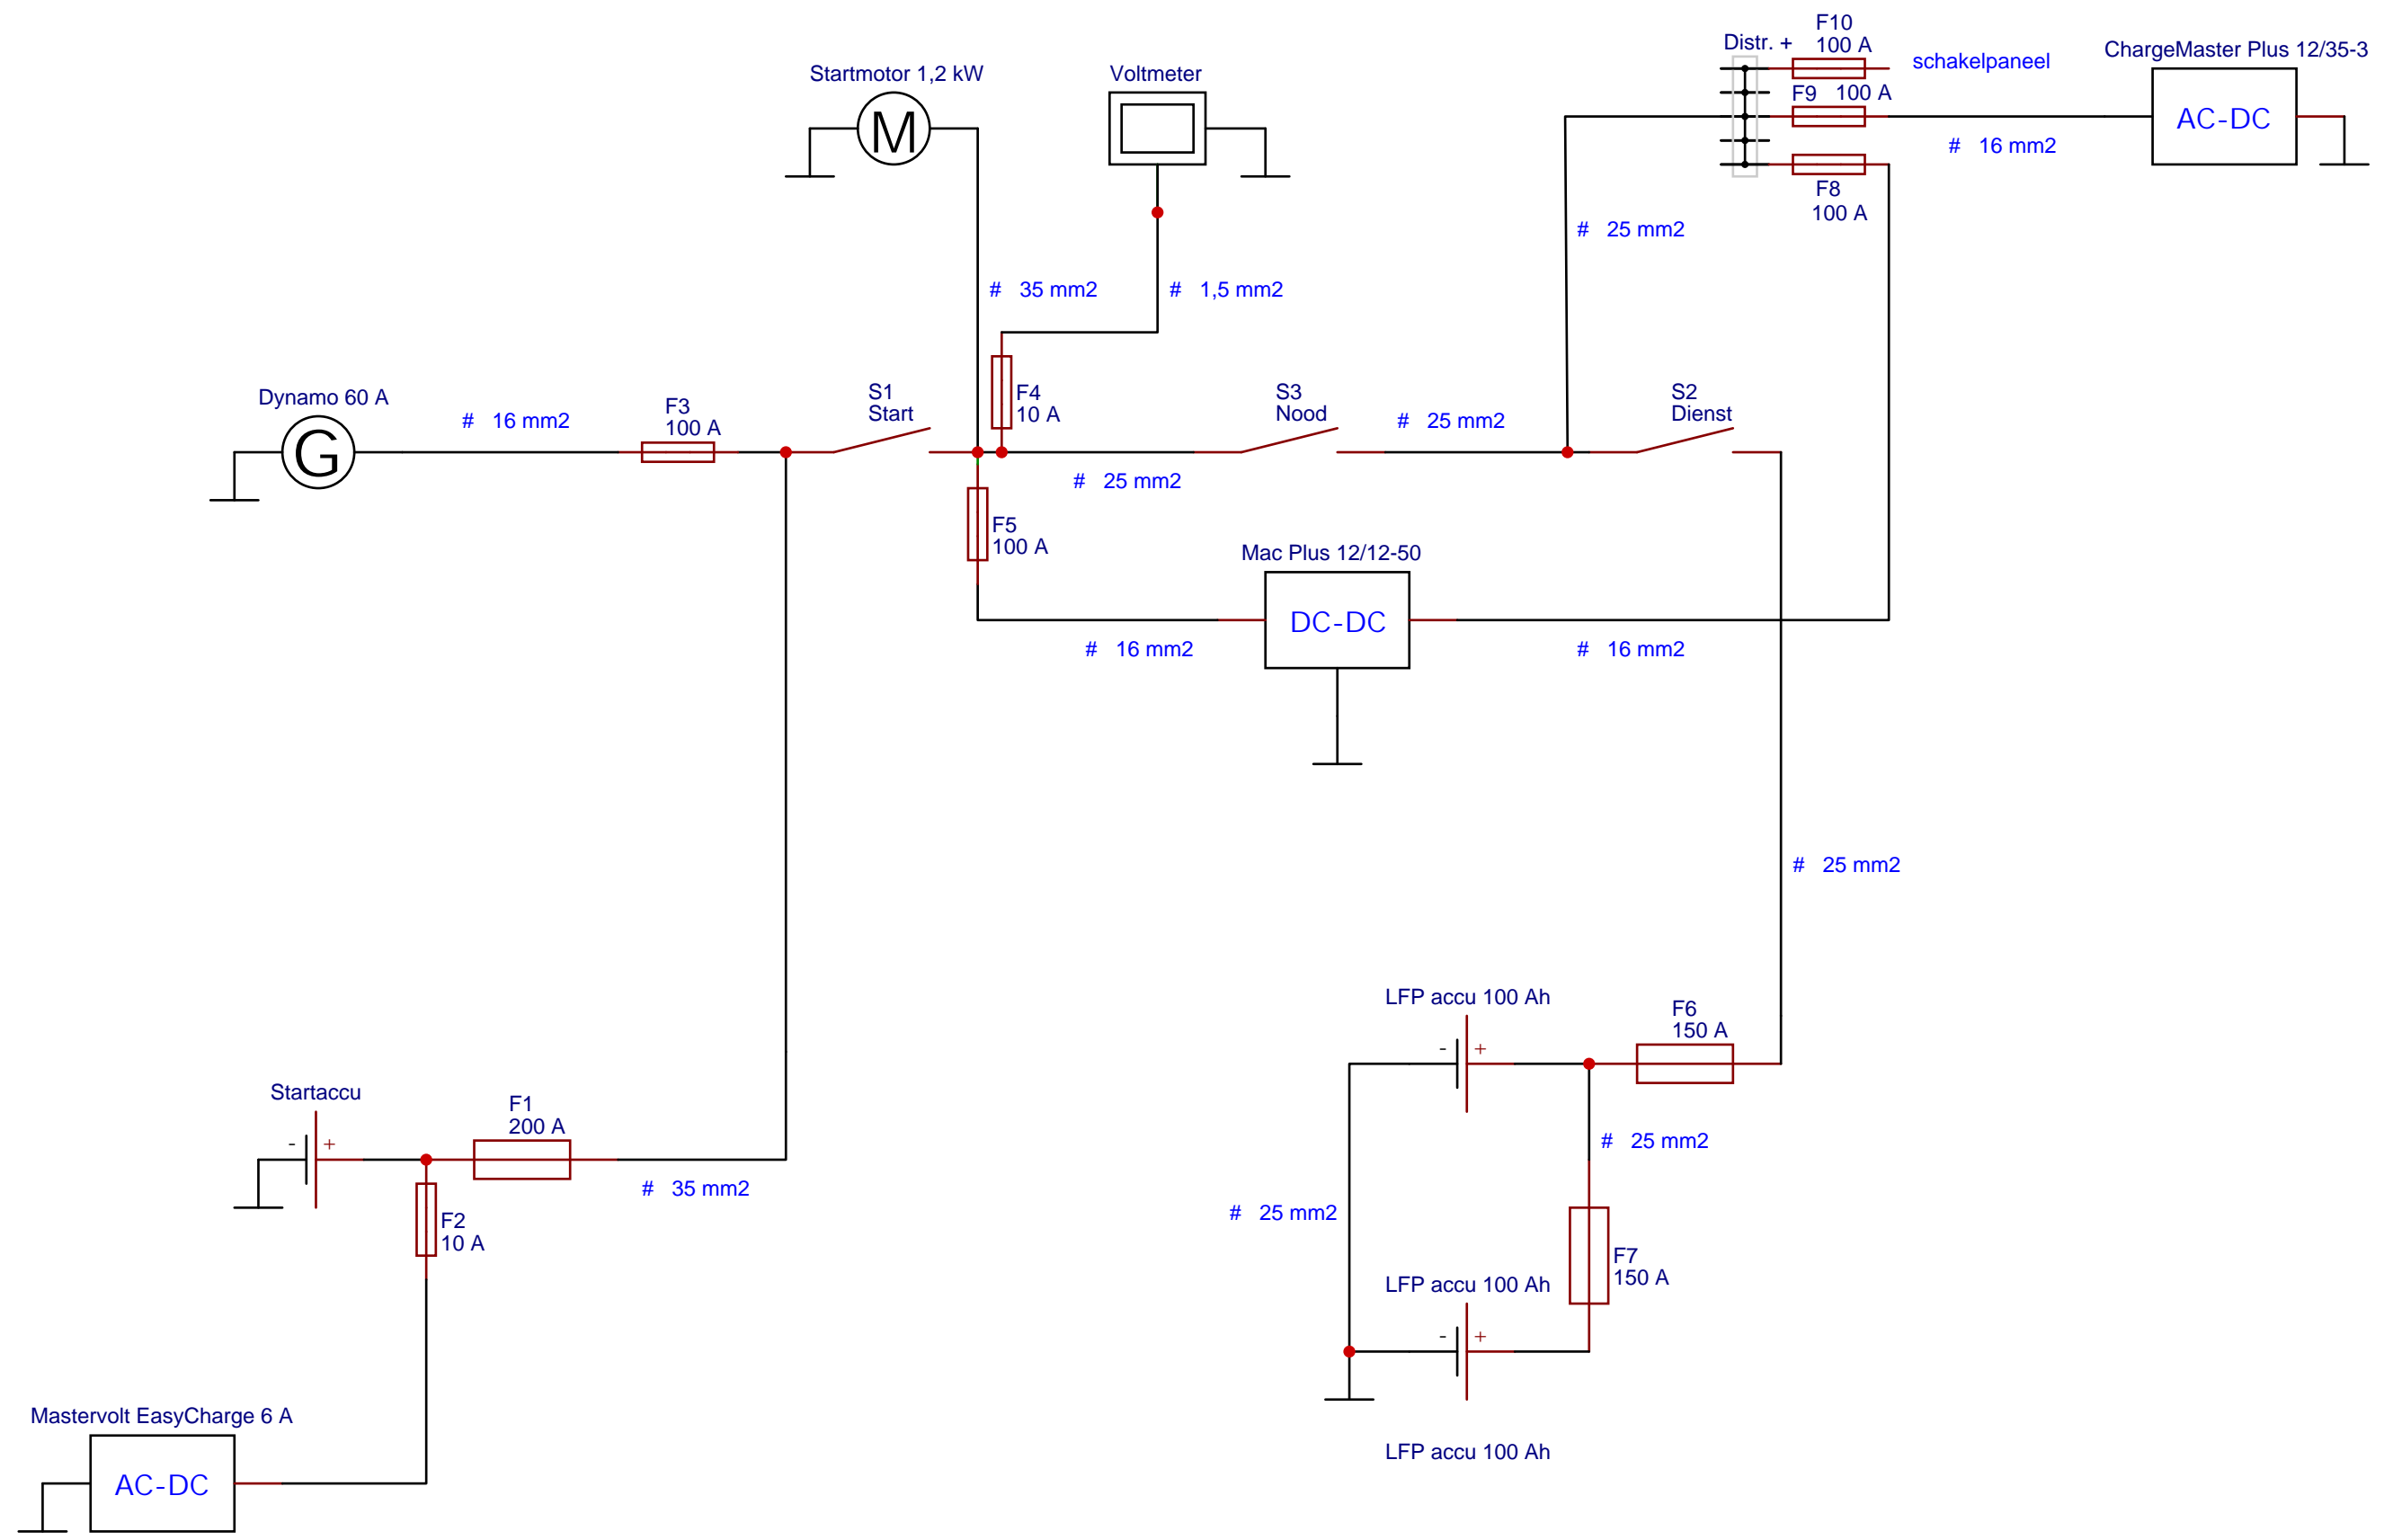 F10
100 A
Distr. +
schakelpaneel
ChargeMaster Plus 12/35-3
Startmotor 1,2 kW
Voltmeter
M
F9 100 A
AC-DC
# 16 mm2
F8
100 A
# 25 mm2
# 35 mm2
# 1,5 mm2
Dynamo 60 A
# 16 mm2
F3
100 A
S1
Start
F4
10 A
S3
Nood
# 25 mm2
S2
Dienst
G
# 25 mm2
F5
100 A
Mac Plus 12/12-50
DC-DC
# 16 mm2
# 16 mm2
# 25 mm2
LFP accu 100 Ah
F6
150 A
- +
Startaccu
F1
200 A
- +
# 25 mm2
# 35 mm2
# 25 mm2
F2
10 A
F7
150 A
LFP accu 100 Ah
- +
Mastervolt EasyCharge 6 A
AC-DC
LFP accu 100 Ah